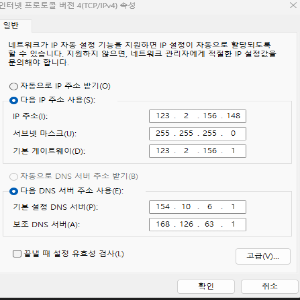 인터넷 프로토콜 버전 4(TCP/IPv4) 속성
일반
네트워크가 IP 자동 설정 기능을 지원하면 IP 설정이 자동으로 할당되도록
할 수 있습니다. 지원하지 않으면, 네트워크 관리자에게 적절한 IP 설정값을
문의해야 합니다.
자동으로 IP 주소 받기(O)
다음 IP 주소 사용(S):
IP 주소(I): 123 . 2 . 156 . 148
서브넷 마스크(U): 255 . 255 . 255 . 0
기본 게이트웨이(D): 123 . 2 . 156 . 1
자동으로 DNS 서버 주소 받기(B)
다음 DNS 서버 주소 사용(E):
기본 설정 DNS 서버(P): 154 . 10 . 6 . 1
보조 DNS 서버(A): 168 . 126 . 63 . 1
끝낼 때 설정 유효성 검사(L)
고급(V)...
확인 취소